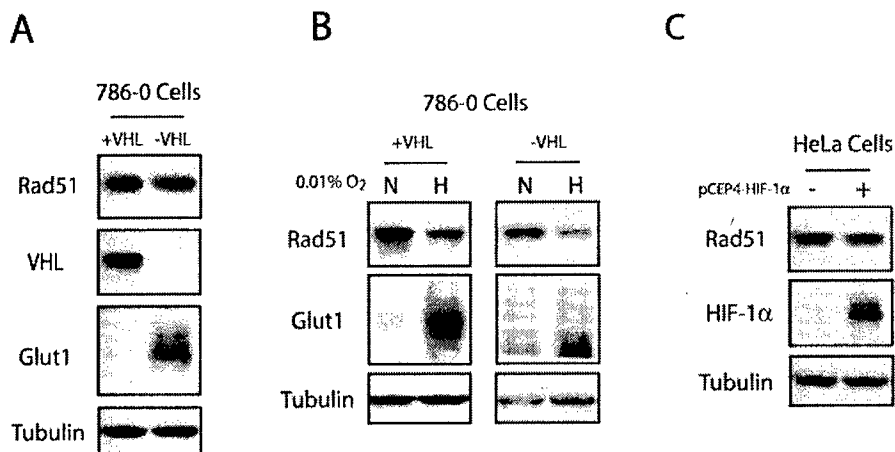 A
786-0 Cells
+VHL -VHL
Rad51
VHL
Glut1
Tubulin
B
786-0 Cells
+VHL -VHL
0.01% O2 N H N H
Rad51
Glut1
Tubulin
C
HeLa Cells
pCEP4-HIF-1α - +
Rad51
HIF-1α
Tubulin